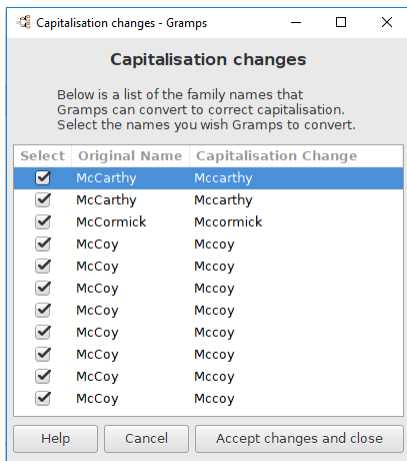 Capitalisation changes - Gramps
Capitalisation changes
Below is a list of the family names that
Gramps can convert to correct capitalisation.
Select the names you wish Gramps to convert.
Select Original Name Capitalisation Change
McCarthy Mccarthy
McCarthy Mccarthy
McCormick Mccormick
McCoy Mccoy
McCoy Mccoy
McCoy Mccoy
McCoy Mccoy
McCoy Mccoy
McCoy Mccoy
McCoy Mccoy
McCoy Mccoy
Help Cancel Accept changes and close